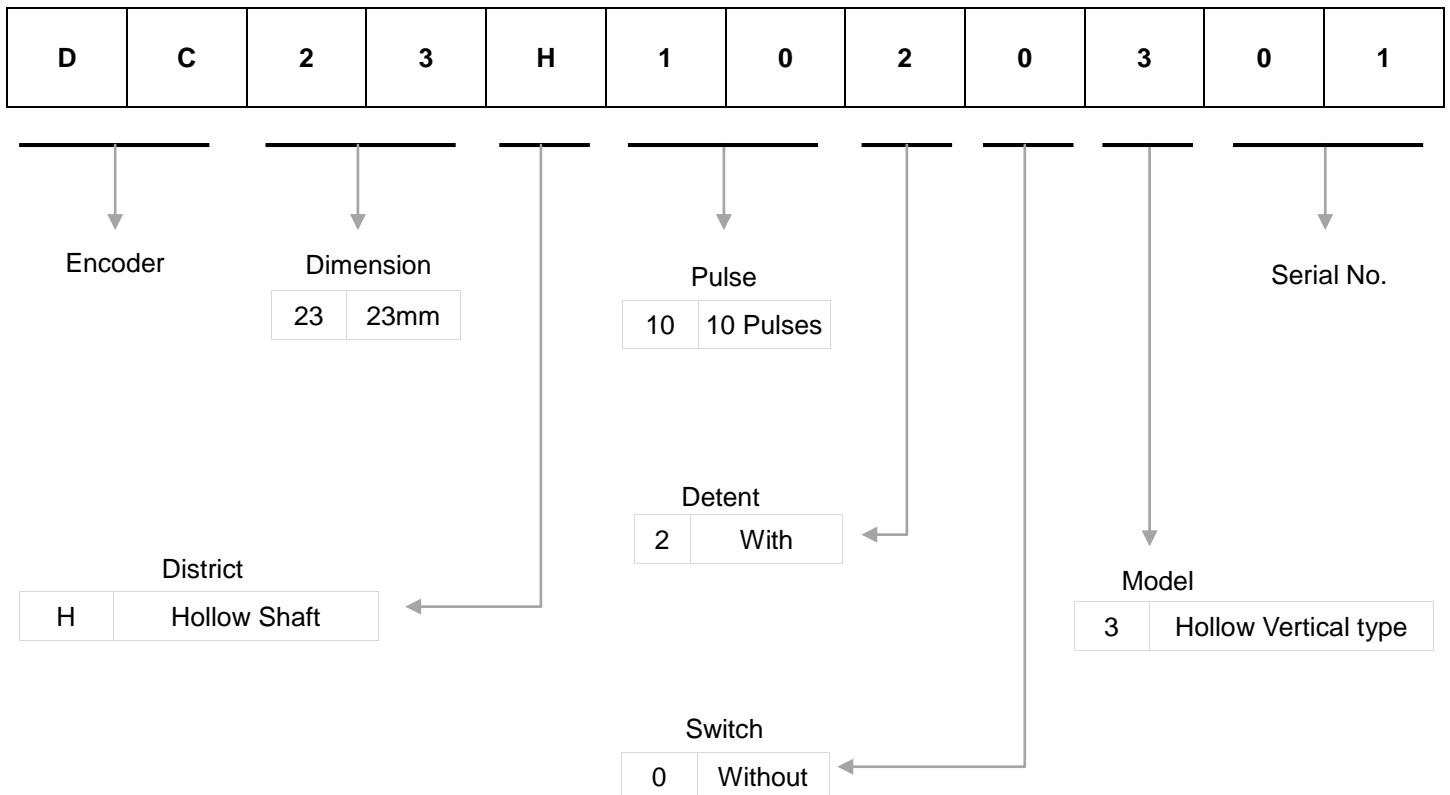 D C 2 3 H 1 0 2 0 3 0 1
Encoder
Dimension
23 23mm
Pulse
10 10 Pulses
Serial No.
Detent
2 With
District
H Hollow Shaft
Model
3 Hollow Vertical type
Switch
0 Without